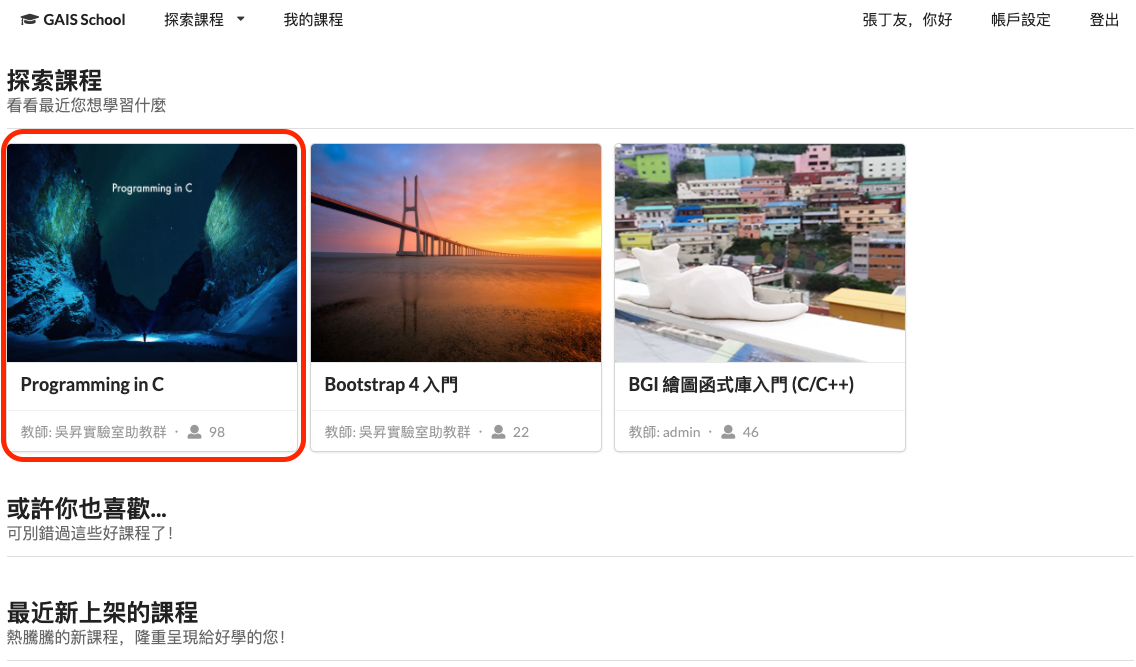 GAIS School 探索課程 我的課程 張丁友，你好 帳戶設定 登出
探索課程
看看最近您想學習什麼
Programming in C
Programming in C
教師: 吳昇實驗室助教群 · 98
Bootstrap 4 入門
教師: 吳昇實驗室助教群 · 22
BGI 繪圖函式庫入門 (C/C++)
教師: admin · 46
或許你也喜歡...
可別錯過這些好課程了！
最近新上架的課程
熱騰騰的新課程，隆重呈現給好學的您！